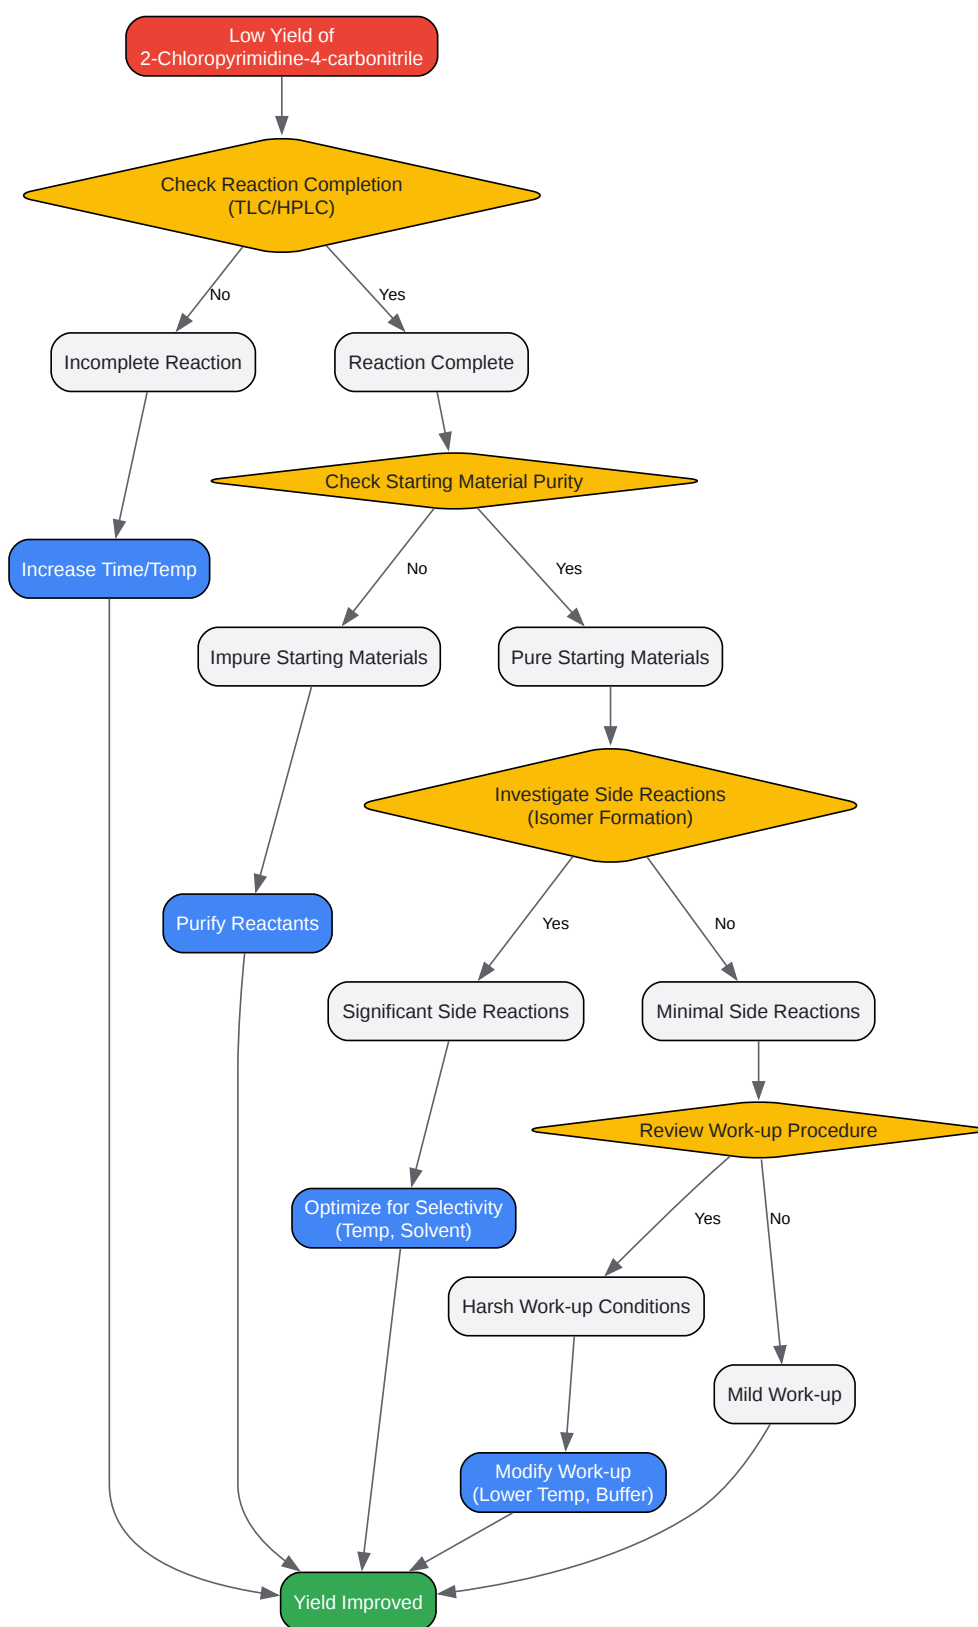 Low Yield of
2-Chloropyrimidine-4-carbonitrile
Check Reaction Completion
(TLC/HPLC)
No
Yes
Incomplete Reaction
Reaction Complete
Check Starting Material Purity
Increase Time/Temp
No
Yes
Impure Starting Materials
Pure Starting Materials
Investigate Side Reactions
(Isomer Formation)
Purify Reactants
Yes
No
Significant Side Reactions
Minimal Side Reactions
Review Work-up Procedure
Optimize for Selectivity
(Temp, Solvent)
Yes
No
Harsh Work-up Conditions
Mild Work-up
Modify Work-up
(Lower Temp, Buffer)
Yield Improved